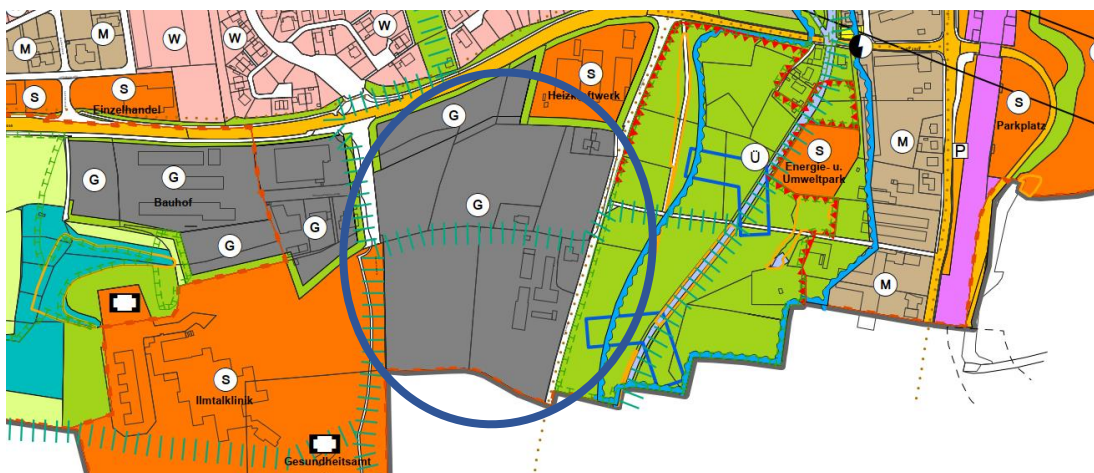 M
M
W
W
W
S
S
Einzelhandel
S
Heizkraftwerk
S
Parkplatz
G
G
G
Bauhof
G
G
G
G
Ü
S
Energie- u.
Umweltpark
M
P
M
S
Ilmtalklinik
Gesundheitsamt